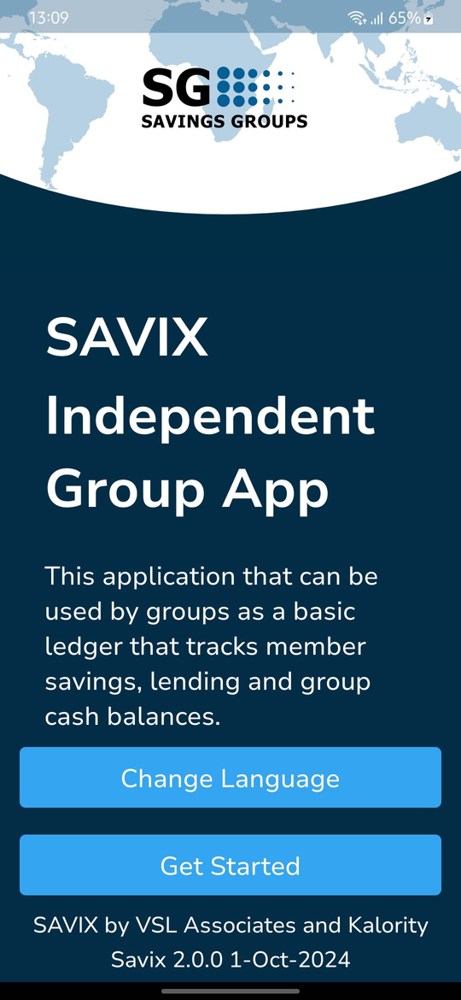 13:09
65%
SG
SAVINGS GROUPS
SAVIX
Independent
Group App
This application that can be
used by groups as a basic
ledger that tracks member
savings, lending and group
cash balances.
Change Language
Get Started
SAVIX by VSL Associates and Kalority
Savix 2.0.0 1-Oct-2024